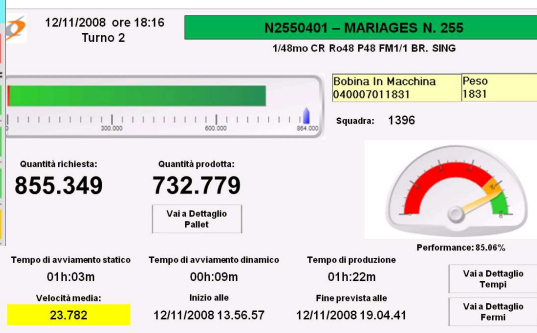 12/11/2008 ore 18:16
Turno 2
N2550401 – MARIAGES N. 255
1/48mo CR Ro48 P48 FM1/1 BR. SING
Bobina In Macchina
040007011831
Peso
1831
0
300.000
600.000
864.000
Squadra: 1396
Quantità richiesta:
855.349
Quantità prodotta:
732.779
Vai a Dettaglio
Pallet
Performance: 85.06%
Tempo di avviamento statico
01h:03m
Tempo di avviamento dinamico
00h:09m
Tempo di produzione
01h:22m
Vai a Dettaglio
Tempi
Velocità media:
23.782
Inizio alle
12/11/2008 13.56.57
Fine prevista alle
12/11/2008 19.04.41
Vai a Dettaglio
Fermi